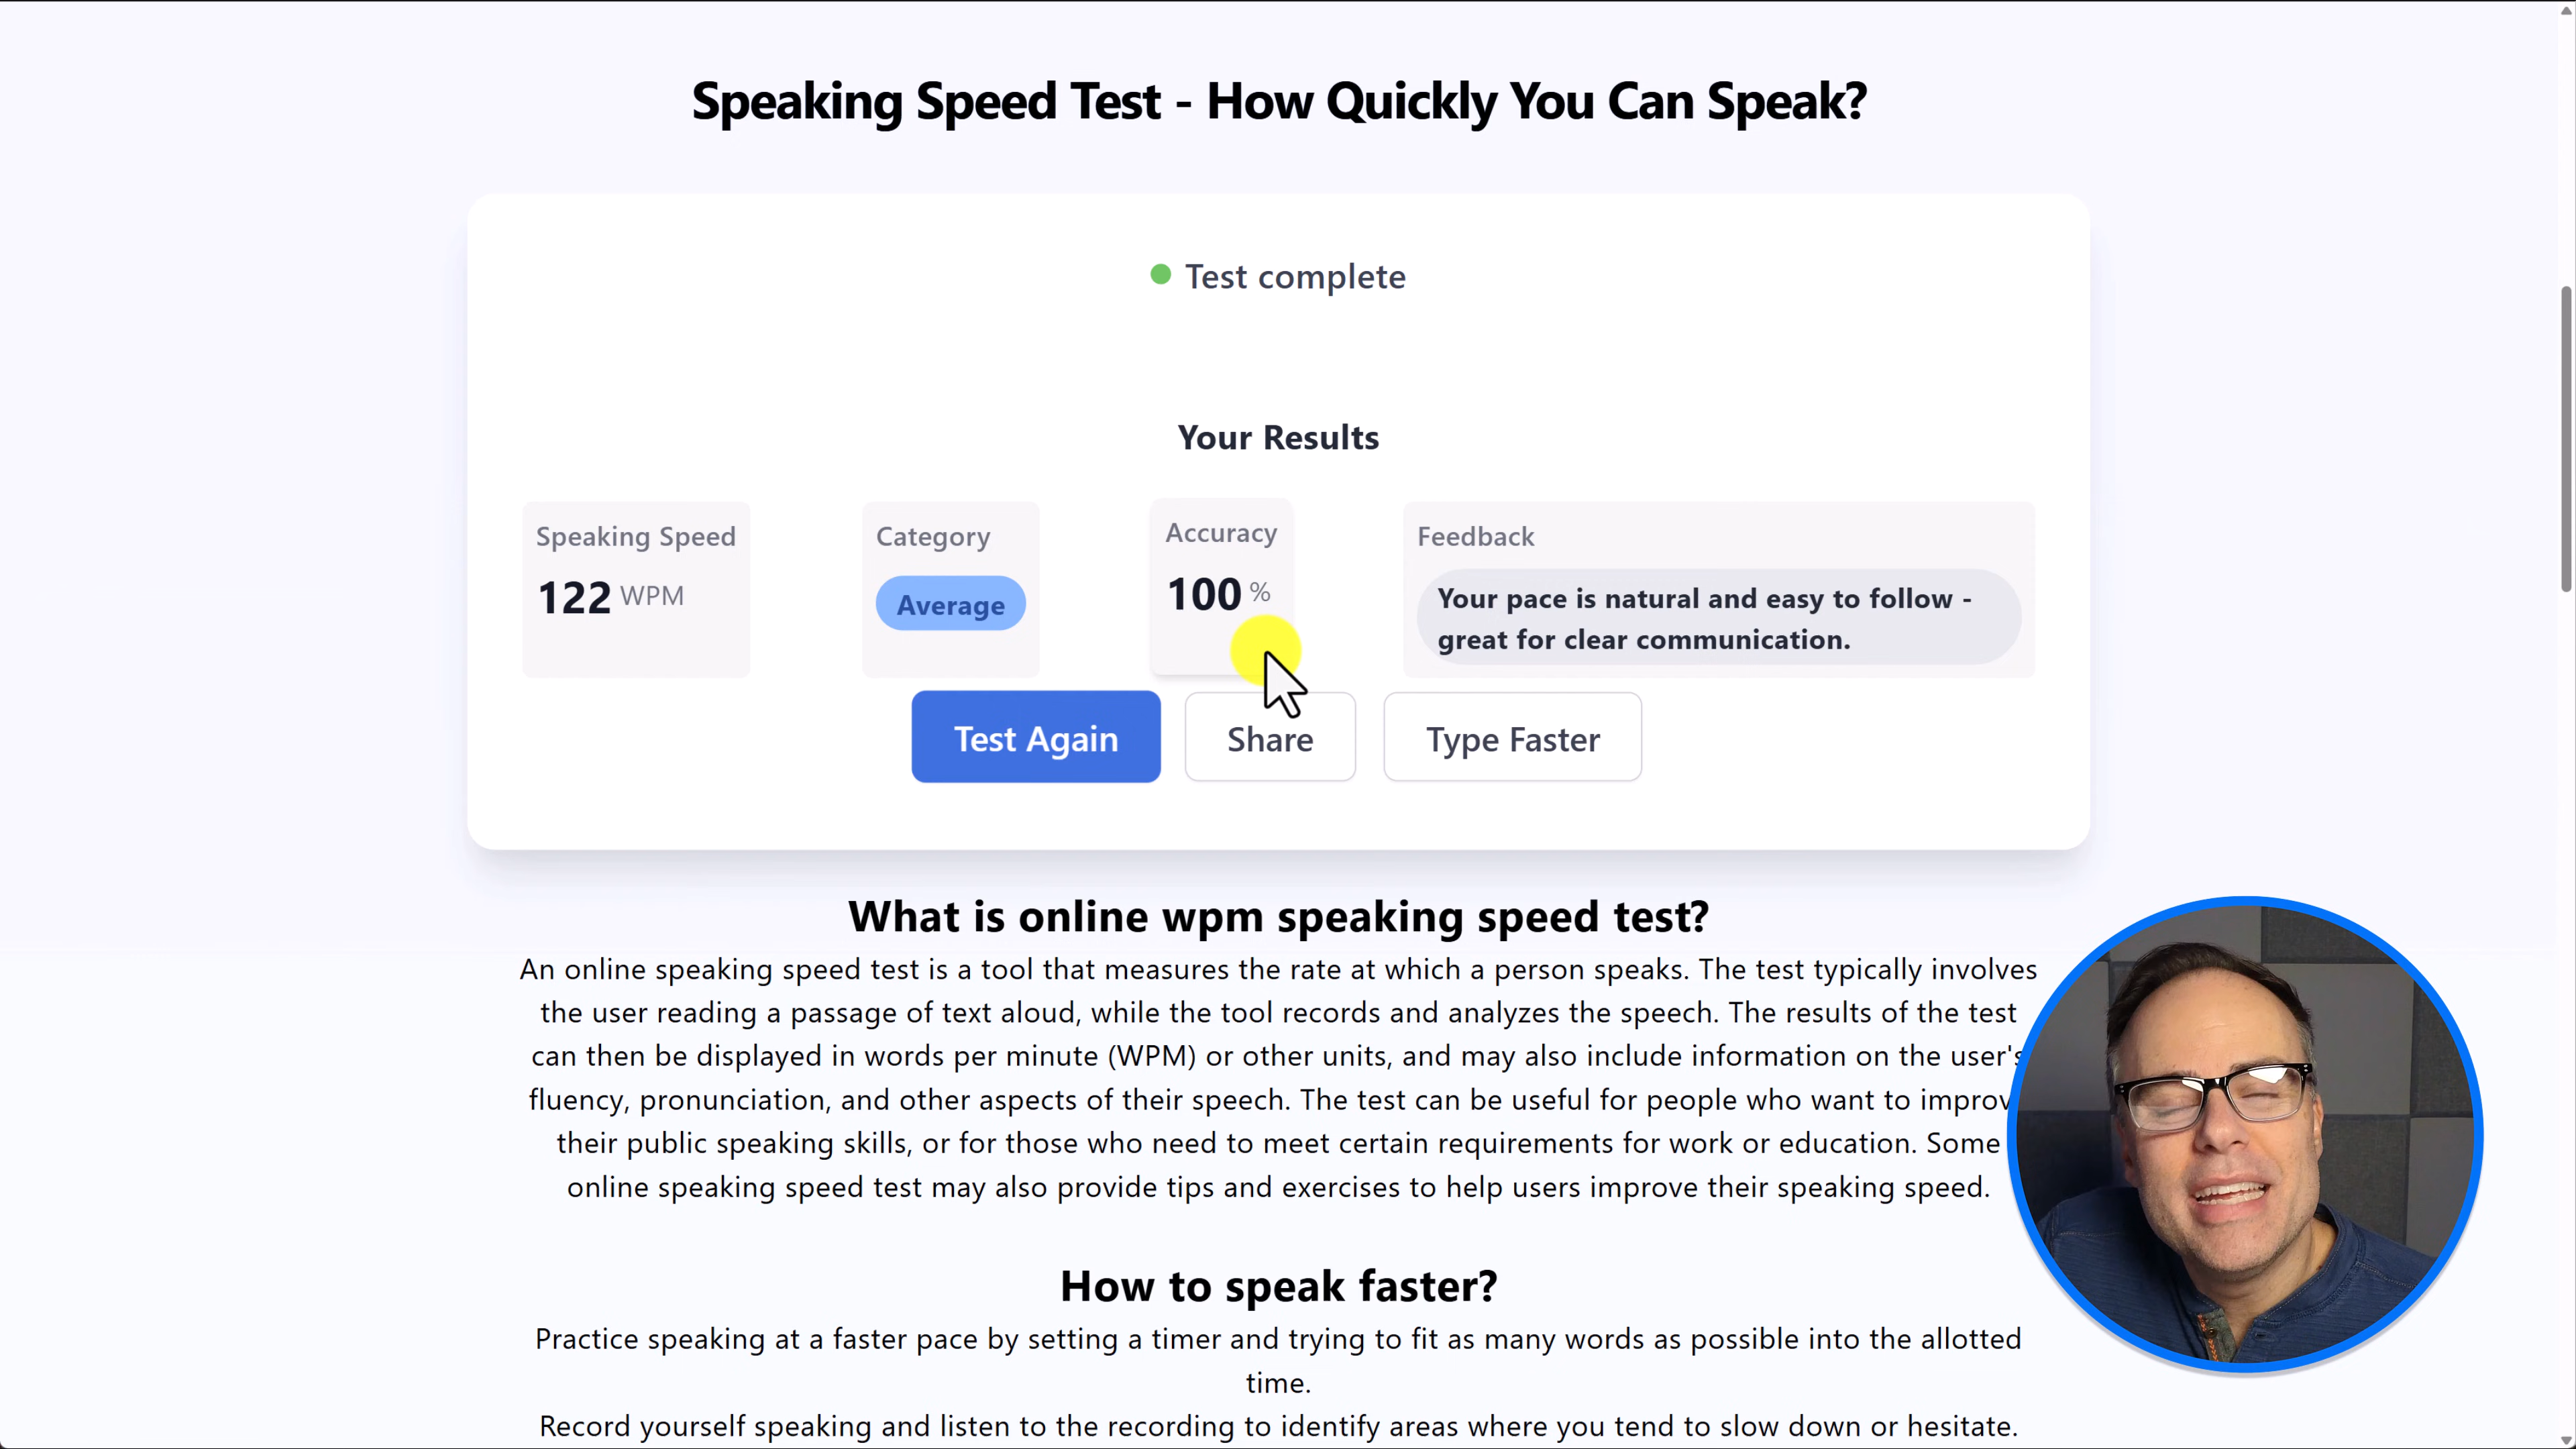 Speaking Speed Test - How Quickly You Can Speak?
Test complete
Your Results
Speaking Speed
122 WPM
Category
Average
Accuracy
100 %
Feedback
Your pace is natural and easy to follow -
great for clear communication.
Test Again
Share
Type Faster
What is online wpm speaking speed test?
An online speaking speed test is a tool that measures the rate at which a person speaks. The test typically involves
the user reading a passage of text aloud, while the tool records and analyzes the speech. The results of the test
can then be displayed in words per minute (WPM) or other units, and may also include information on the user's
fluency, pronunciation, and other aspects of their speech. The test can be useful for people who want to improv
their public speaking skills, or for those who need to meet certain requirements for work or education. Some
online speaking speed test may also provide tips and exercises to help users improve their speaking speed.
How to speak faster?
Practice speaking at a faster pace by setting a timer and trying to fit as many words as possible into the allotted
time.
Record yourself speaking and listen to the recording to identify areas where you tend to slow down or hesitate.